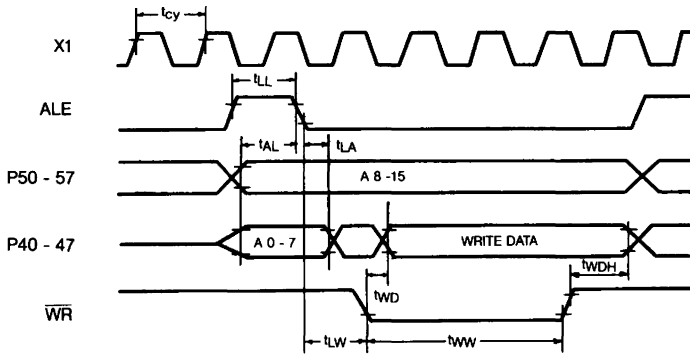 tCY
X1
tLL
ALE
tAL
tLA
P50 - 57
A 8 -15
P40 - 47
A 0 - 7
WRITE DATA
tWD
tWDH
WR
tLW
tWW